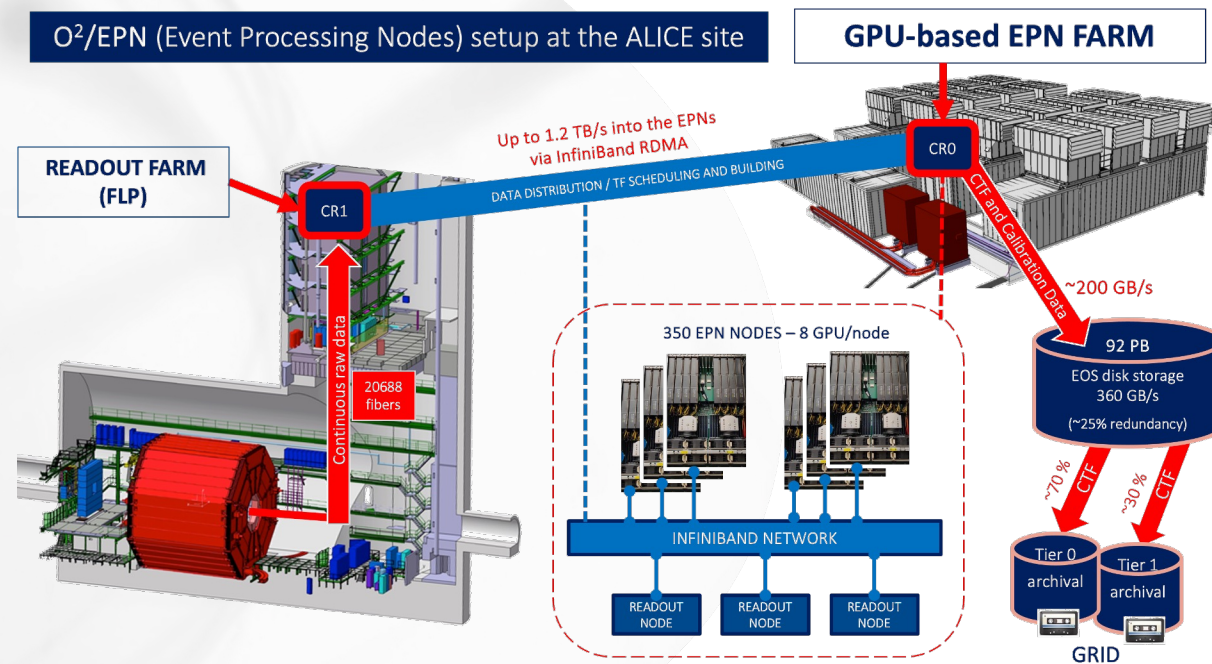 O²/EPN (Event Processing Nodes) setup at the ALICE site
GPU-based EPN FARM
READOUT FARM
(FLP)
CR1
Up to 1.2 TB/s into the EPNs
via InfiniBand RDMA
DATA DISTRIBUTION / TF SCHEDULING AND BUILDING
CR0
CTF and Calibration Data
~200 GB/s
Continuous raw data
20688
fibers
350 EPN NODES – 8 GPU/node
INFINIBAND NETWORK
READOUT
NODE
READOUT
NODE
READOUT
NODE
92 PB
EOS disk storage
360 GB/s
(~25% redundancy)
~70 %
CTF
~30 %
CTF
Tier 0
archival
Tier 1
archival
GRID